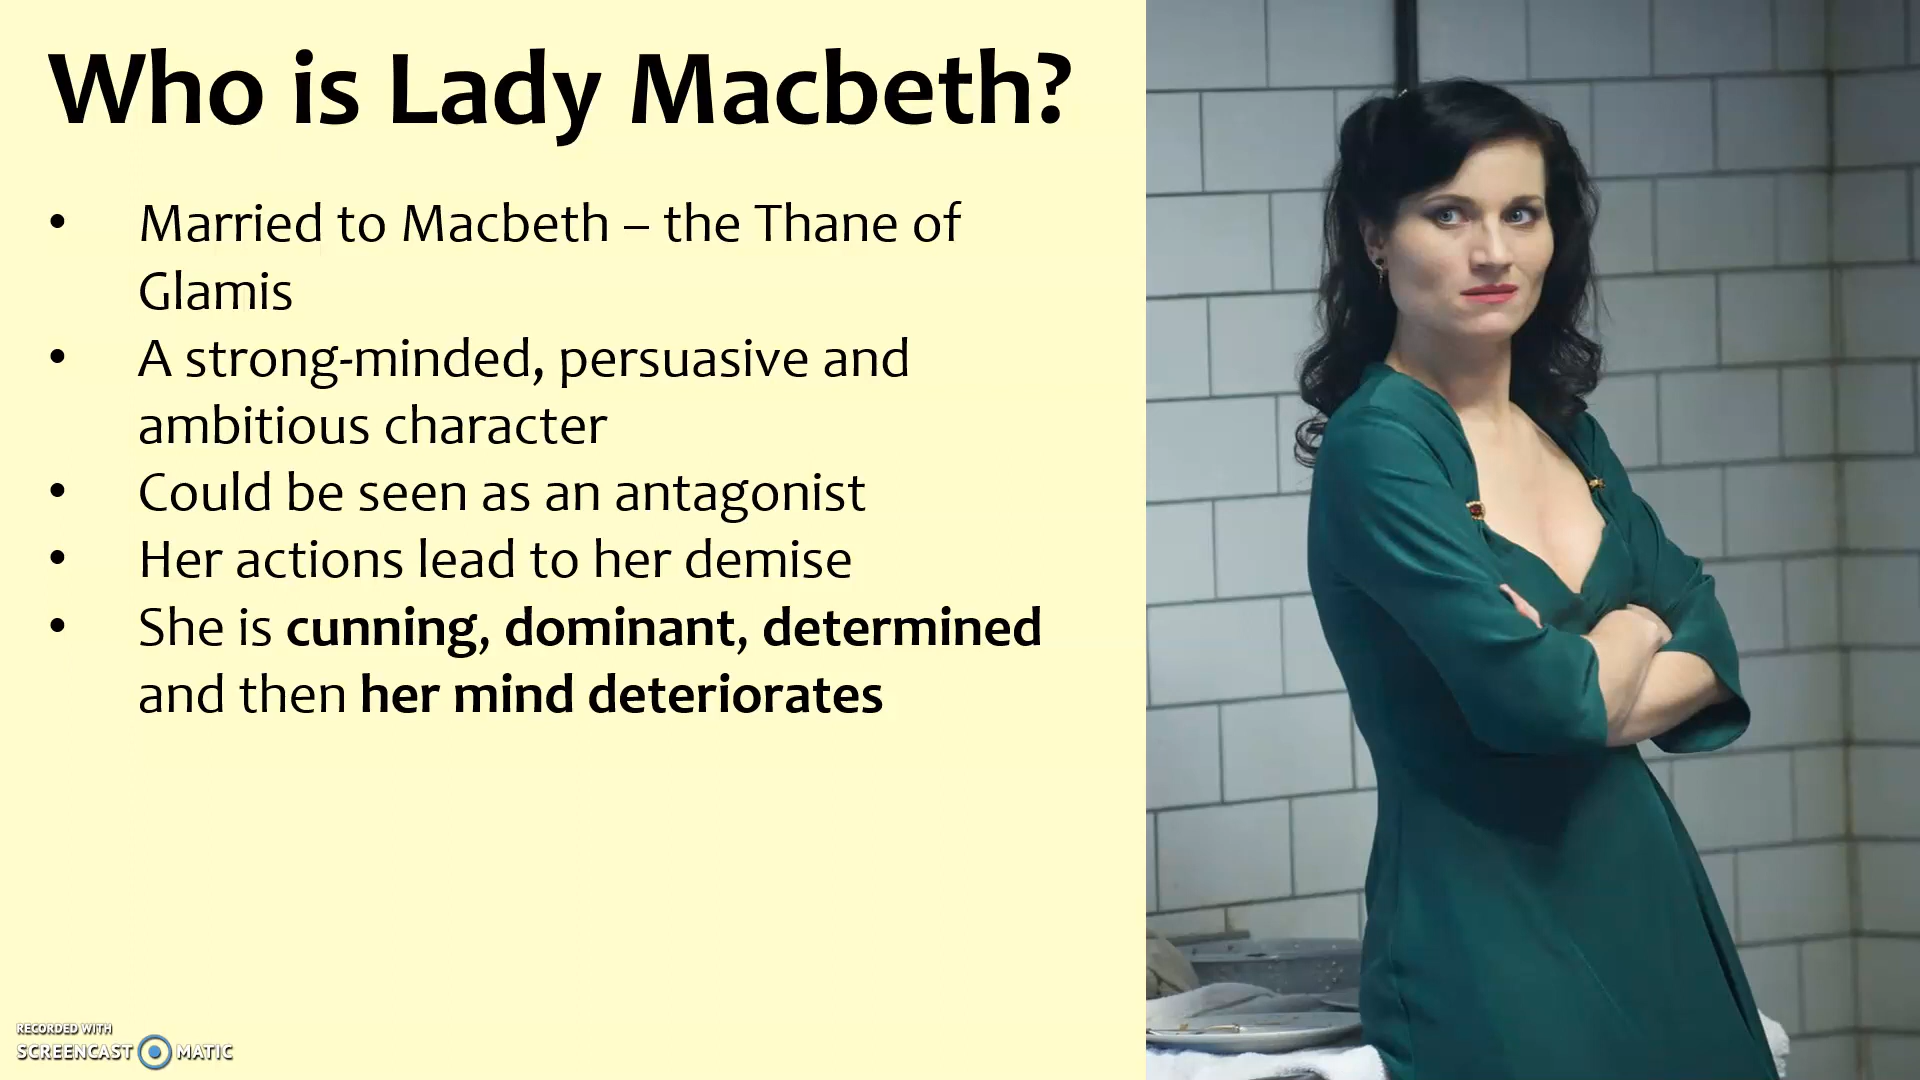 Who is Lady Macbeth?
• Married to Macbeth – the Thane of
Glamis
• A strong-minded, persuasive and
ambitious character
• Could be seen as an antagonist
• Her actions lead to her demise
• She is cunning, dominant, determined
and then her mind deteriorates
RECORDED WITH
SCREENCAST MATIC